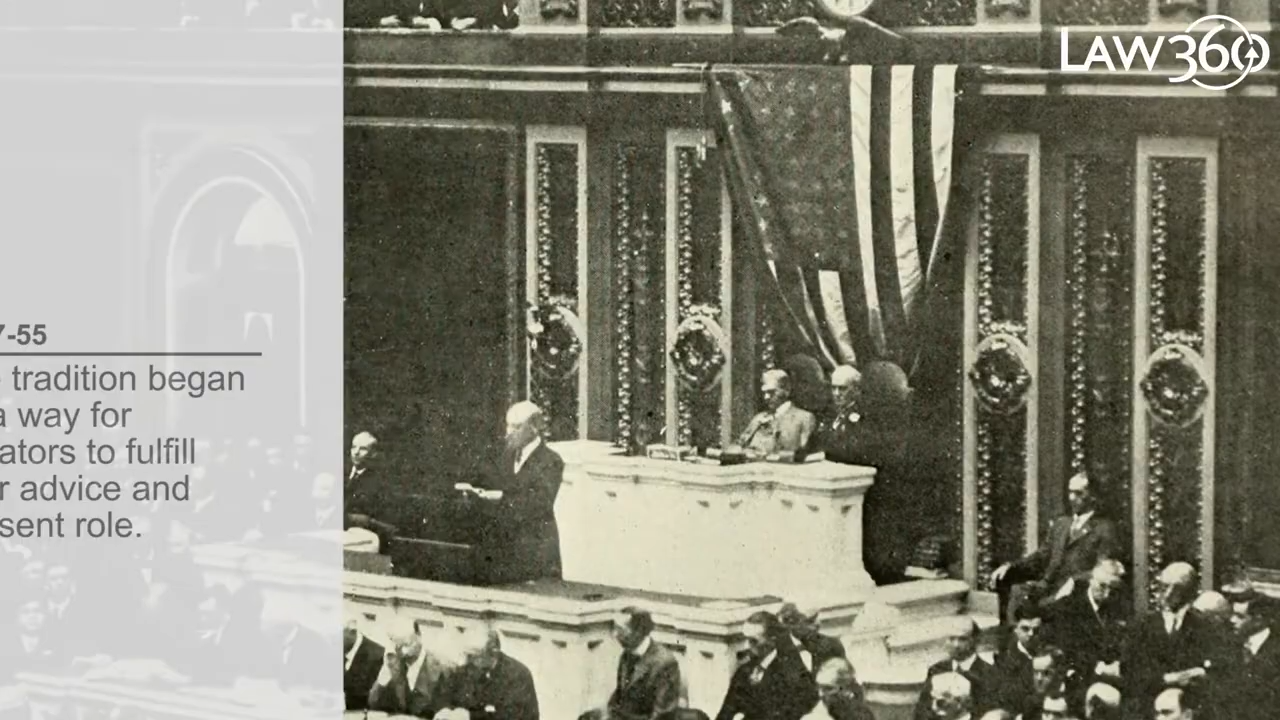 LAW360
7-55
tradition began
a way for
ators to fulfill
r advice and
sent role.